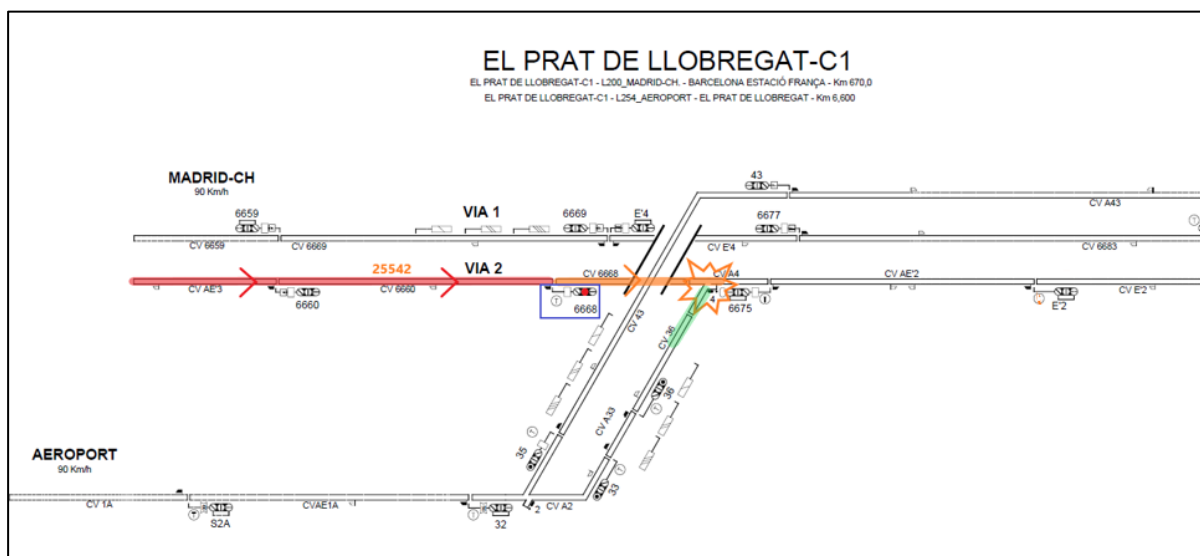 EL PRAT DE LLOBREGAT-C1
EL PRAT DE LLOBREGAT-C1 - L200_MADRID-CH. - BARCELONA ESTACIÓ FRANÇA - Km 670,0
EL PRAT DE LLOBREGAT-C1 - L254_AEROPORT - EL PRAT DE LLOBREGAT - Km 6,600
MADRID-CH
90 Km/h
43
6659
VIA 1
6669
E'4
6677
CV A43
CV 6659
CV 6669
CV E'4
6683
25542
VIA 2
CV 6668
CV A4
CV AE'2
CV AE'3
CV 6660
CV E'2
6660
T
6668
4
6675
E'2
CV 43
CV 36
36
T
CV A33
T
35
T
33
AEROPORT
90 Km/h
CV 1A
CVAE1A
CV A2
2
T
S2A
T
32